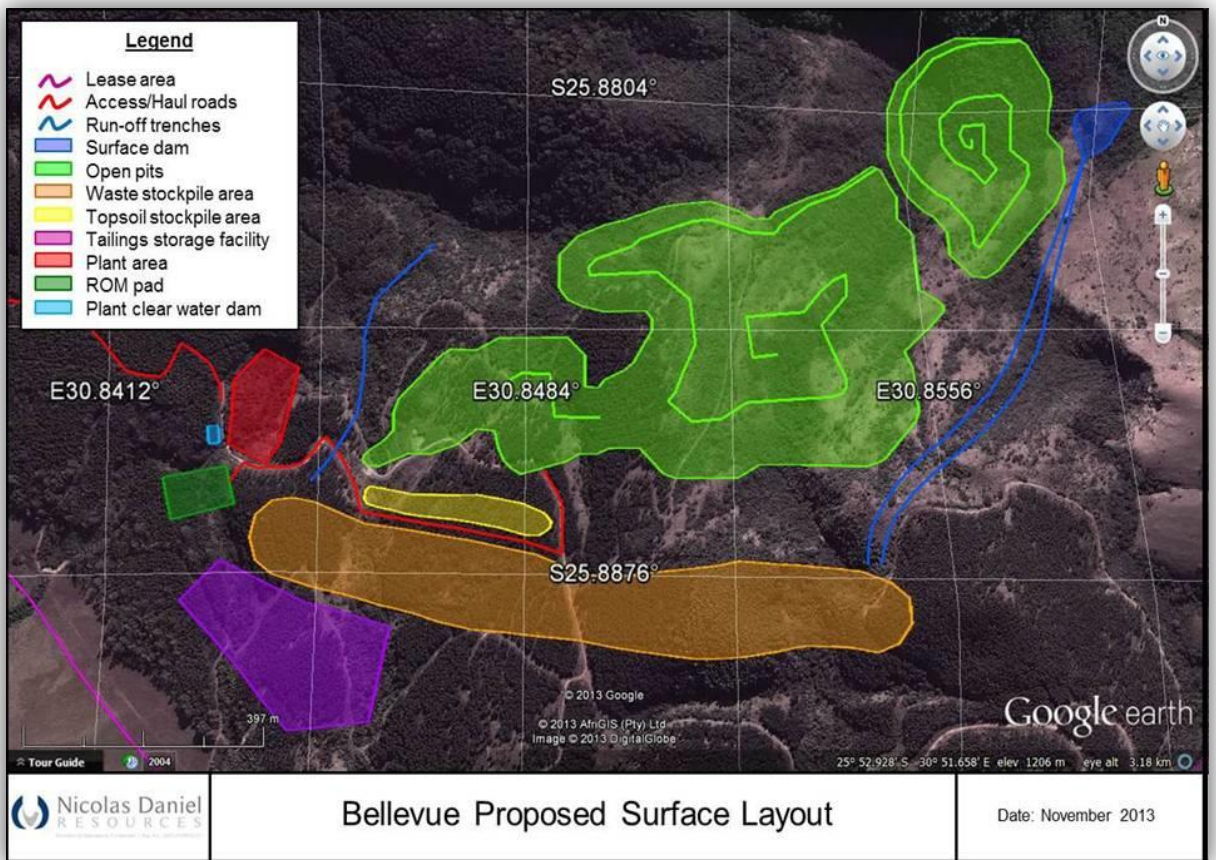 Legend
Lease area
Access/Haul roads
Run-off trenches
Surface dam
Open pits
Waste stockpile area
Topsoil stockpile area
Tailings storage facility
Plant area
ROM pad
Plant clear water dam
N
S25.8804°
E30.8412°
E30.8484°
E30.8556°
S25.8876°
397 m
© 2013 Google
© 2013 AfriGIS (Pty) Ltd
Image © 2013 DigitalGlobe
Google earth
Tour Guide
2004
25° 52.928' S 30° 51.658' E elev 1206 m eye alt 3.18 km
Nicolas Daniel
RESOURCES
Bellevue Proposed Surface Layout
Date: November 2013